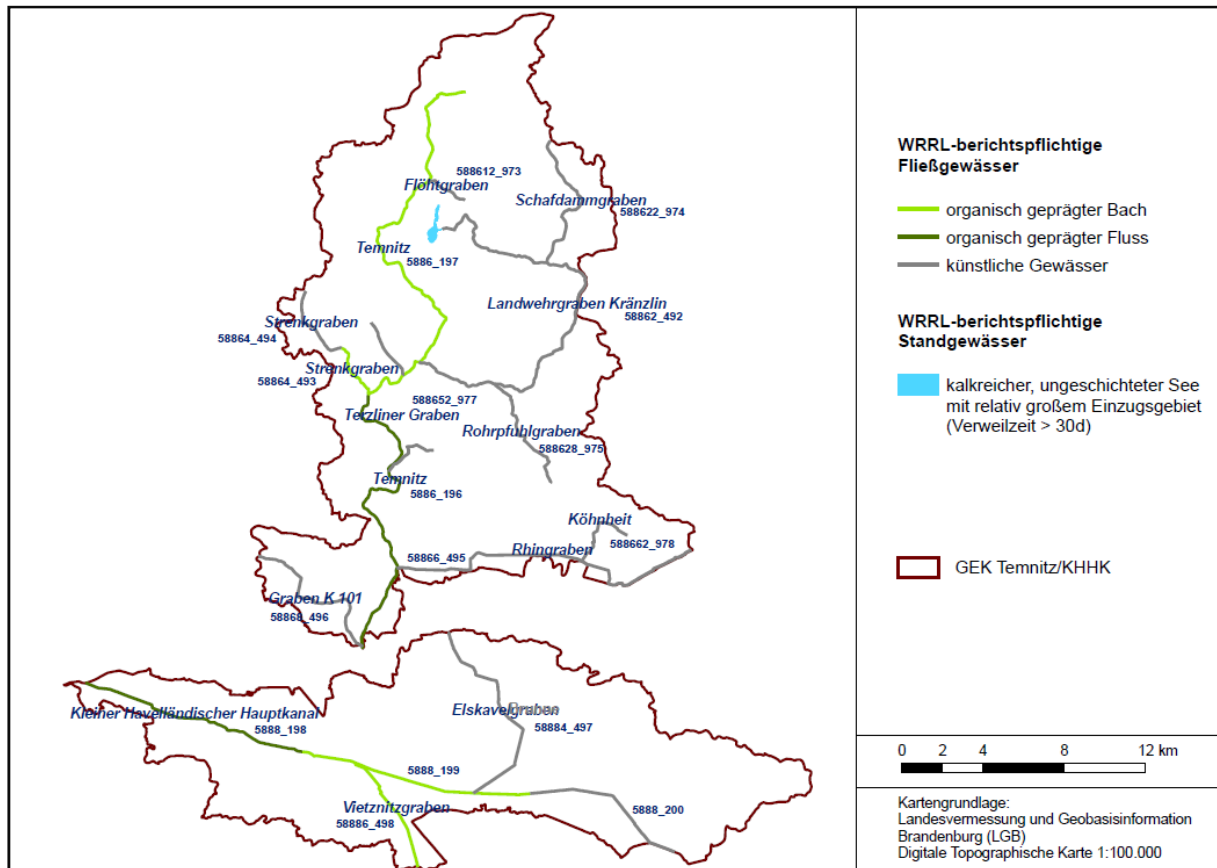 588612_973
Flöhtgraben
Schafdammgraben
588622_974
Temnitz
5886_197
Landwehrgraben Kränzlin
58862_492
Strenkgraben
58864_494
Strenkgraben
58864_493
588652_977
Terzliner Graben
Rohrpfuhlgraben
588628_975
Temnitz
5886_196
Köhnheit
588662_978
Rhingraben
58866_495
Graben K 101
58868_496
Kleiner Havelländischer Hauptkanal
5888_198
Elskavelgraben
58884_497
5888_199
Vietznitzgraben
58886_498
5888_200
WRRL-berichtspflichtige
Fließgewässer
organisch geprägter Bach
organisch geprägter Fluss
künstliche Gewässer
WRRL-berichtspflichtige
Standgewässer
kalkreicher, ungeschichteter See
mit relativ großem Einzugsgebiet
(Verweilzeit > 30d)
GEK Temnitz/KHHK
0 2 4 8 12 km
Kartengrundlage:
Landesvermessung und Geobasisinformation
Brandenburg (LGB)
Digitale Topographische Karte 1:100.000